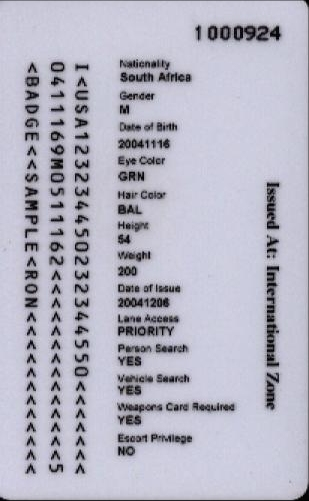 1000924
Nationality
South Africa
Gender
M
Date of Birth
20041116
Eye Color
GRN
Hair Color
BAL
Height
54
Weight
200
Date of Issue
20041206
Lane Access
PRIORITY
Person Search
YES
Vehicle Search
YES
Weapons Card Required
YES
Escort Privilege
NO
Issued At: International Zone
I<USA123234450232344550<<<<<<<
0411169M0511162<<<<<<<<<<<<<<5
<BADGE<<SAMPLE<RON<<<<<<<<<<<<